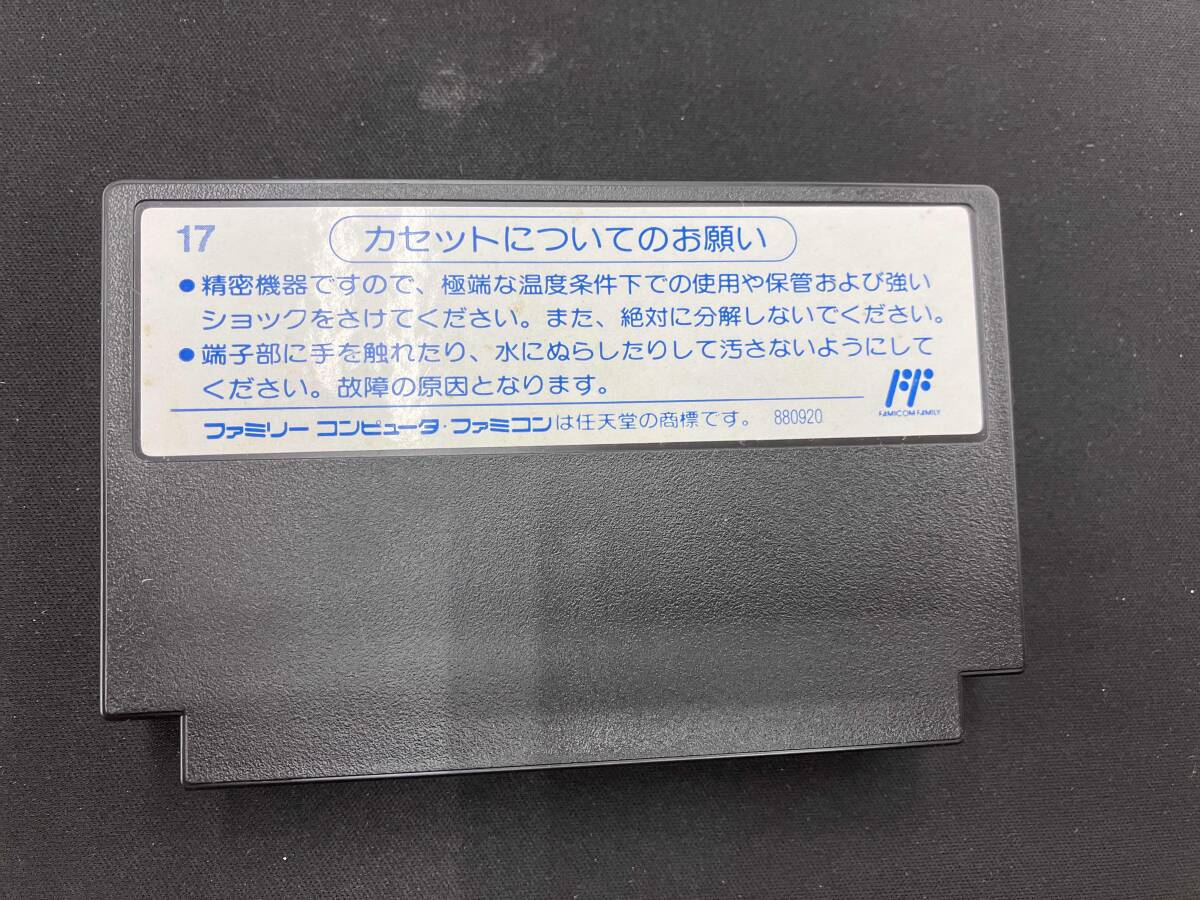 17
カセットについてのお願い
●精密機器ですので、極端な温度条件下での使用や保管および強い
ショックをさけてください。また、絶対に分解しないでください。
●端子部に手を触れたり、水にぬらしたりして汚さないようにして
ください。故障の原因となります。
FAMICOM FAMILY
ファミリーコンピュータ・ファミコンは任天堂の商標です。 880920